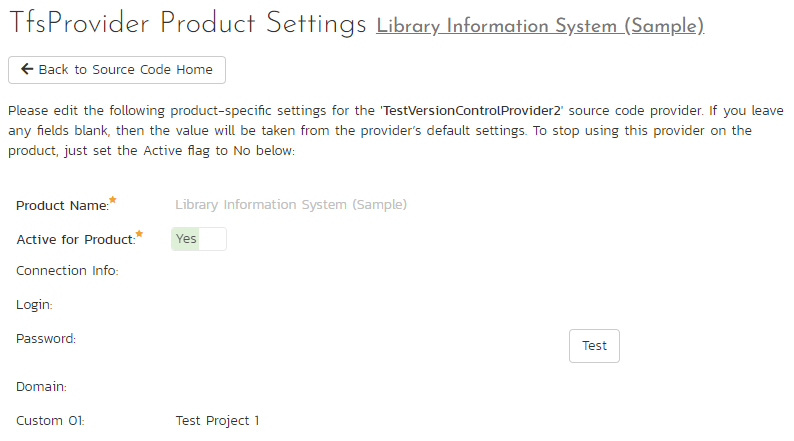 TfsProvider Product Settings Library Information System (Sample)
← Back to Source Code Home
Please edit the following product-specific settings for the 'TestVersionControlProvider2' source code provider. If you leave
any fields blank, then the value will be taken from the provider's default settings. To stop using this provider on the
product, just set the Active flag to No below:
Product Name:* Library Information System (Sample)
Active for Product:* Yes
Connection Info:
Login:
Password: Test
Domain:
Custom 01: Test Project 1